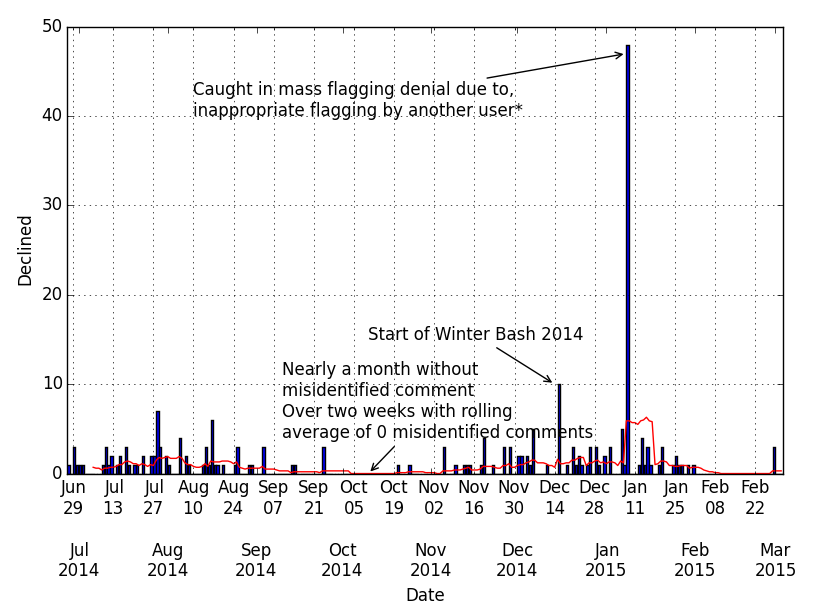 50
Caught in mass flagging denial due to,
inappropriate flagging by another user*
40
30
Declined
20
Start of Winter Bash 2014
Nearly a month without
misidentified comment
Over two weeks with rolling
average of 0 misidentified comments
10
0
Jun Jul Jul Aug Aug Sep Sep Oct Oct Nov Nov Nov Dec Dec Jan Jan Feb Feb
29 13 27 10 24 07 21 05 19 02 16 30 14 28 11 25 08 22
Jul Aug Sep Oct Nov Dec Jan Feb Mar
2014 2014 2014 2014 2014 2014 2015 2015 2015
Date